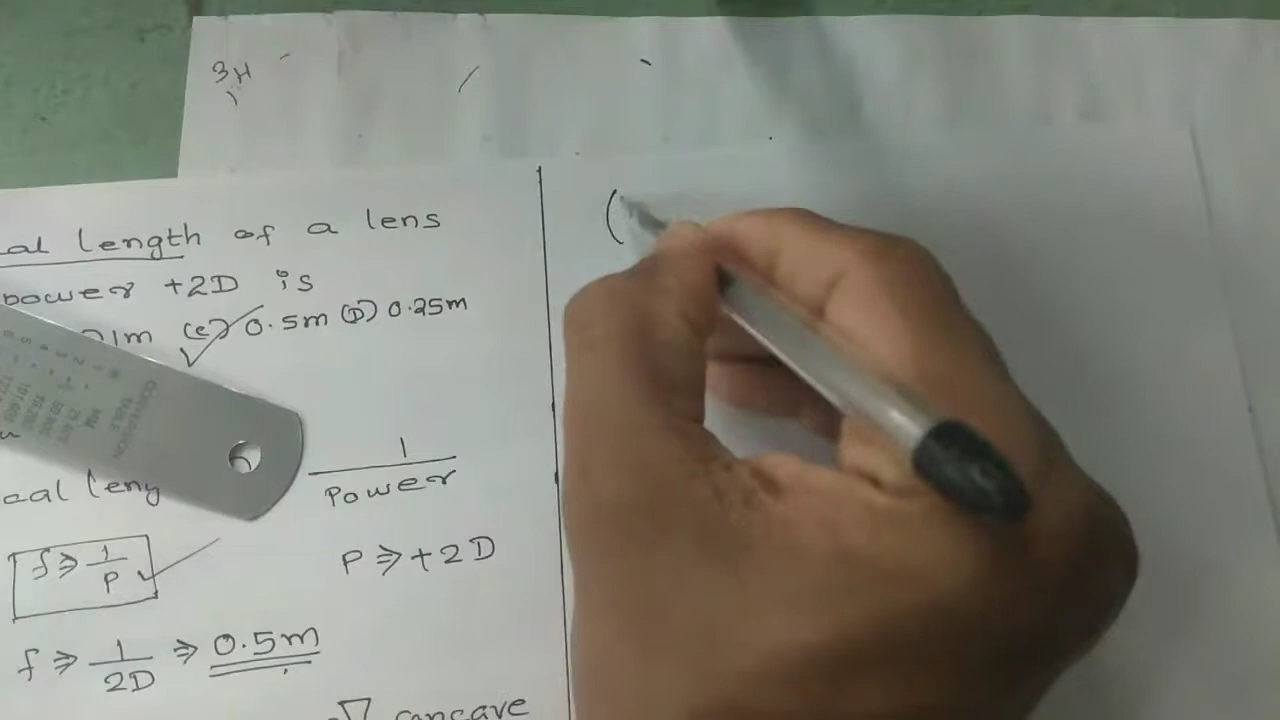 3H
al length of a lens
power +2D is
1m (c) 0.5m (D) 0.25m
cal leng 1
Power
f ⇒ 1/P P ⇒ +2D
f ⇒ 1/2D ⇒ 0.5m
concave
(